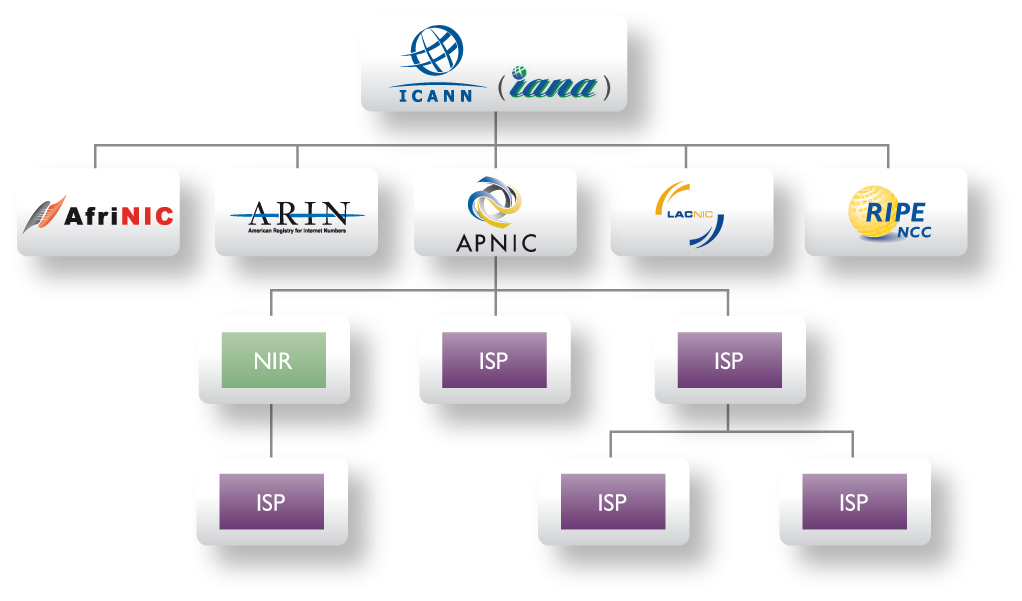 ICANN
(iana)
AfriNIC
ARIN
American Registry for Internet Numbers
APNIC
LACNIC
RIPE
NCC
NIR
ISP
ISP
ISP
ISP
ISP